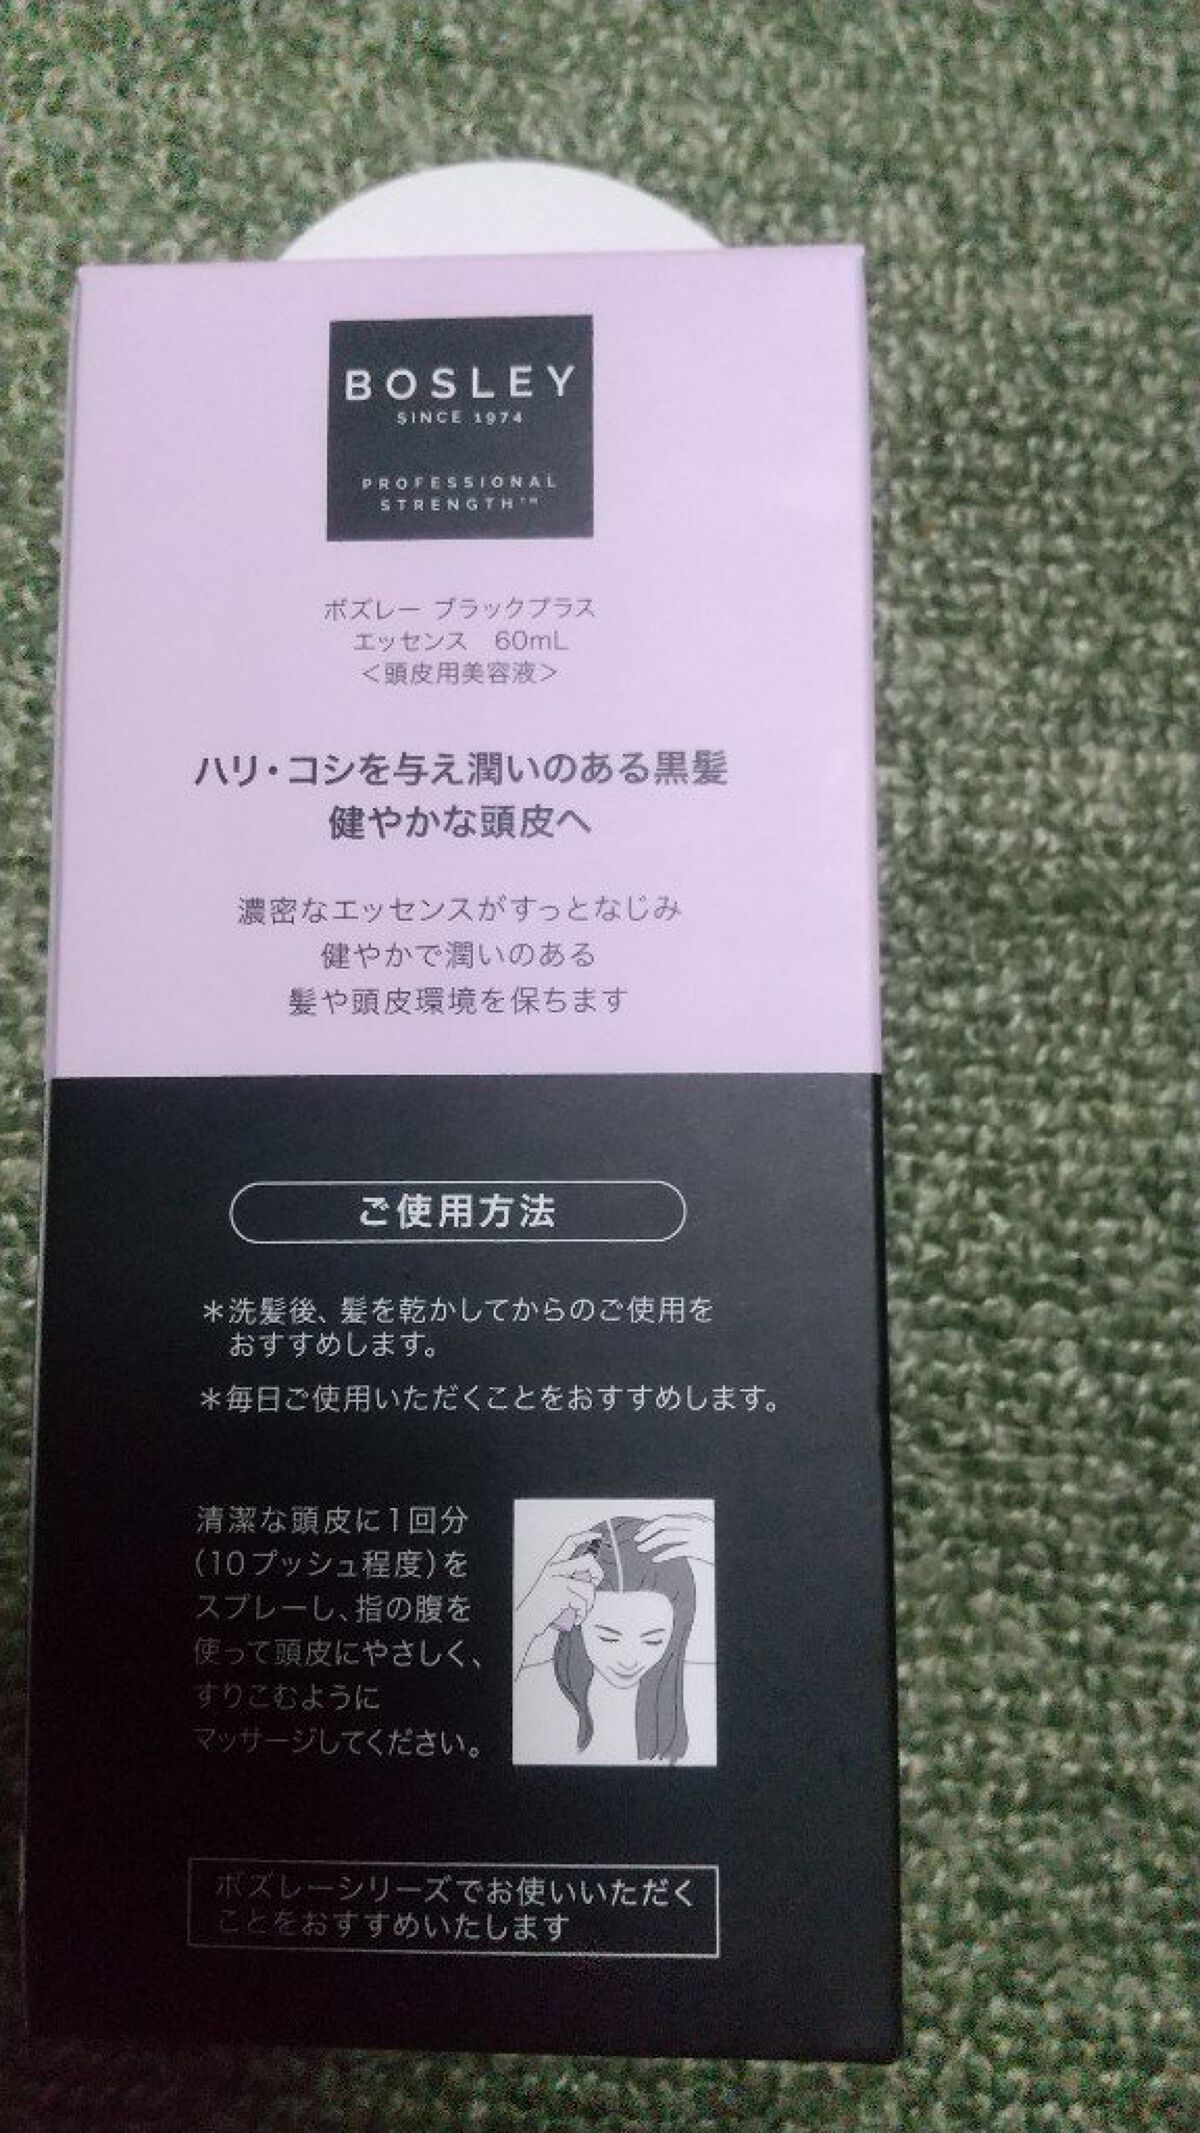 BOSLEY
SINCE 1974
PROFESSIONAL
STRENGTH™
ボズレー ブラックプラス
エッセンス　60mL
＜頭皮用美容液＞
ハリ・コシを与え潤いのある黒髪
健やかな頭皮へ
濃密なエッセンスがすっとなじみ
健やかで潤いのある
髪や頭皮環境を保ちます
ご使用方法
＊洗髪後、髪を乾かしてからのご使用を
おすすめします。
＊毎日ご使用いただくことをおすすめします。
清潔な頭皮に1回分
（10プッシュ程度）を
スプレーし、指の腹を
使って頭皮にやさしく、
すりこむように
マッサージしてください。
ボズレーシリーズでお使いいただく
ことをおすすめいたします